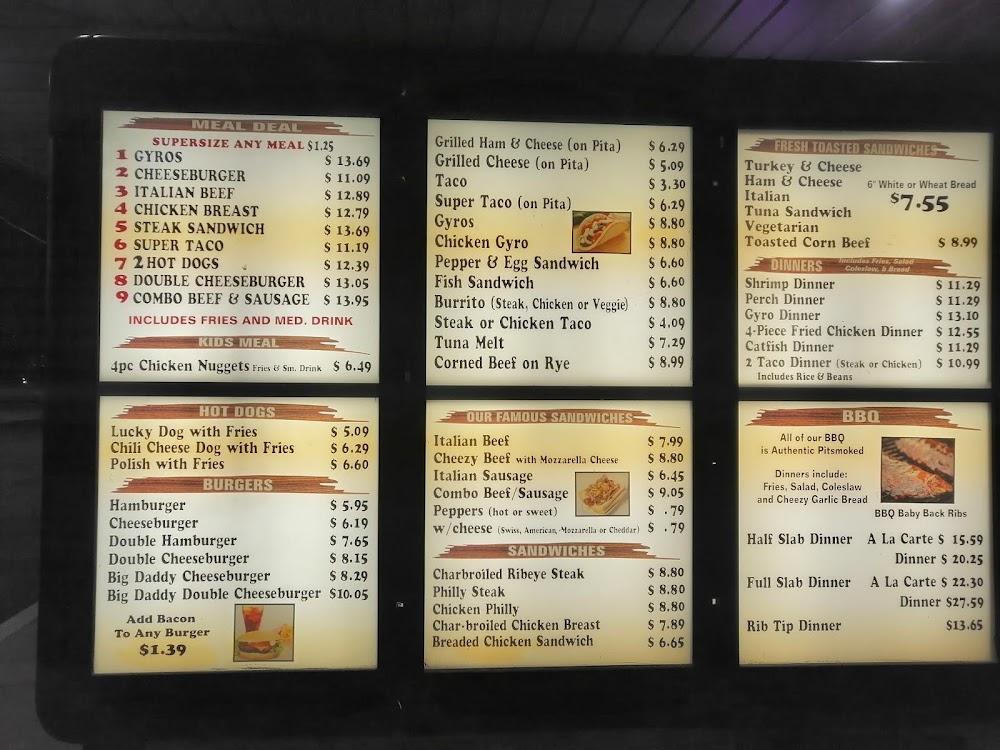 MEAL DEAL
SUPERSIZE ANY MEAL $1.25
1 GYROS $ 13.69
2 CHEESEBURGER $ 11.09
3 ITALIAN BEEF $ 12.89
4 CHICKEN BREAST $ 12.79
5 STEAK SANDWICH $ 13.69
6 SUPER TACO $ 11.19
7 2 HOT DOGS $ 12.39
8 DOUBLE CHEESEBURGER $ 13.05
9 COMBO BEEF & SAUSAGE $ 13.95
INCLUDES FRIES AND MED. DRINK
KIDS MEAL
4pc Chicken Nuggets Fries & Sm. Drink $ 6.49
HOT DOGS
Lucky Dog with Fries $ 5.09
Chili Cheese Dog with Fries $ 6.29
Polish with Fries $ 6.60
BURGERS
Hamburger $ 5.95
Cheeseburger $ 6.19
Double Hamburger $ 7.65
Double Cheeseburger $ 8.15
Big Daddy Cheeseburger $ 8.29
Big Daddy Double Cheeseburger $10.05
Add Bacon
To Any Burger
$1.39
Grilled Ham & Cheese (on Pita) $ 6.29
Grilled Cheese (on Pita) $ 5.09
Taco $ 3.30
Super Taco (on Pita) $ 6.29
Gyros $ 8.80
Chicken Gyro $ 8.80
Pepper & Egg Sandwich $ 6.60
Fish Sandwich $ 6.60
Burrito (Steak, Chicken or Veggie) $ 8.80
Steak or Chicken Taco $ 4.09
Tuna Melt $ 7.29
Corned Beef on Rye $ 8.99
OUR FAMOUS SANDWICHES
Italian Beef $ 7.99
Cheezy Beef with Mozzarella Cheese $ 8.80
Italian Sausage $ 6.45
Combo Beef/Sausage $ 9.05
Peppers (hot or sweet) $ .79
w/cheese (Swiss, American, Mozzarella or Cheddar) $ .79
SANDWICHES
Charbroiled Ribeye Steak $ 8.80
Philly Steak $ 8.80
Chicken Philly $ 8.80
Char-broiled Chicken Breast $ 7.89
Breaded Chicken Sandwich $ 6.65
FRESH TOASTED SANDWICHES
Turkey & Cheese
Ham & Cheese 6" White or Wheat Bread
Italian $7.55
Tuna Sandwich
Vegetarian
Toasted Corn Beef $ 8.99
DINNERS Includes Fries, Salad
Coleslaw, & Bread
Shrimp Dinner $ 11.29
Perch Dinner $ 11.29
Gyro Dinner $ 13.10
4-Piece Fried Chicken Dinner $ 12.55
Catfish Dinner $ 11.29
2 Taco Dinner (Steak or Chicken) $ 10.99
Includes Rice & Beans
BBQ
All of our BBQ
is Authentic Pitsmoked
Dinners include:
Fries, Salad, Coleslaw
and Cheezy Garlic Bread
BBQ Baby Back Ribs
Half Slab Dinner A La Carte $ 15.59
Dinner $ 20.25
Full Slab Dinner A La Carte $ 22.30
Dinner $27.59
Rib Tip Dinner $13.65